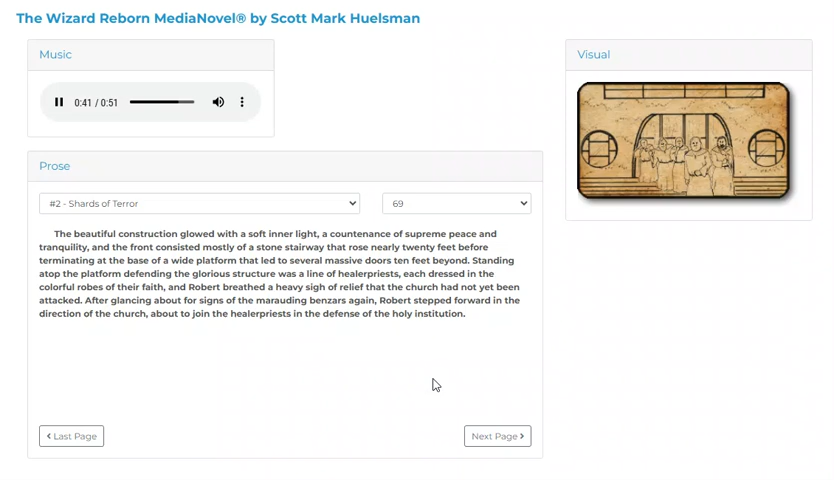 The Wizard Reborn MediaNovel® by Scott Mark Huelsman
Music
0:41 / 0:51
Visual
Prose
#2 - Shards of Terror
69
The beautiful construction glowed with a soft inner light, a countenance of supreme peace and
tranquility, and the front consisted mostly of a stone stairway that rose nearly twenty feet before
terminating at the base of a wide platform that led to several massive doors ten feet beyond. Standing
atop the platform defending the glorious structure was a line of healerpriests, each dressed in the
colorful robes of their faith, and Robert breathed a heavy sigh of relief that the church had not yet been
attacked. After glancing about for signs of the marauding benzars again, Robert stepped forward in the
direction of the church, about to join the healerpriests in the defense of the holy institution.
Last Page
Next Page